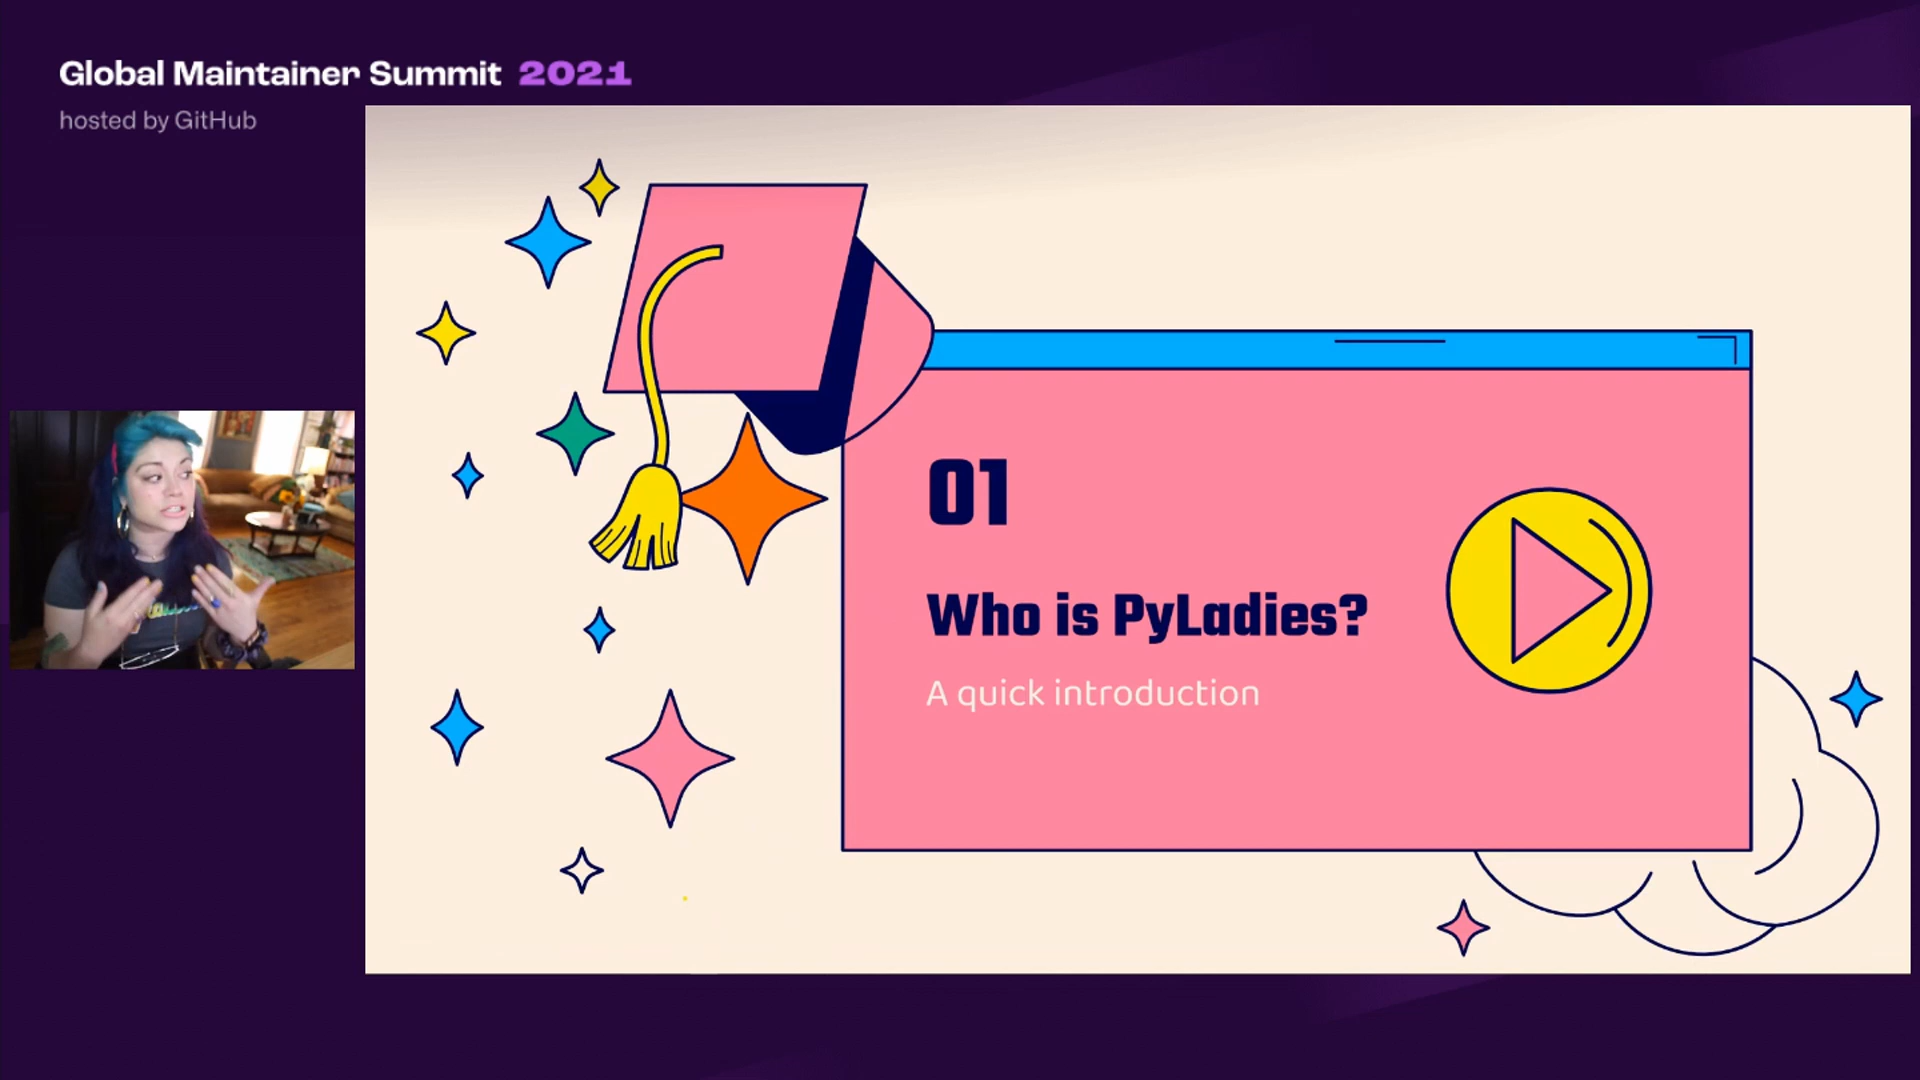 Global Maintainer Summit 2021
hosted by GitHub
01
Who is PyLadies?
A quick introduction